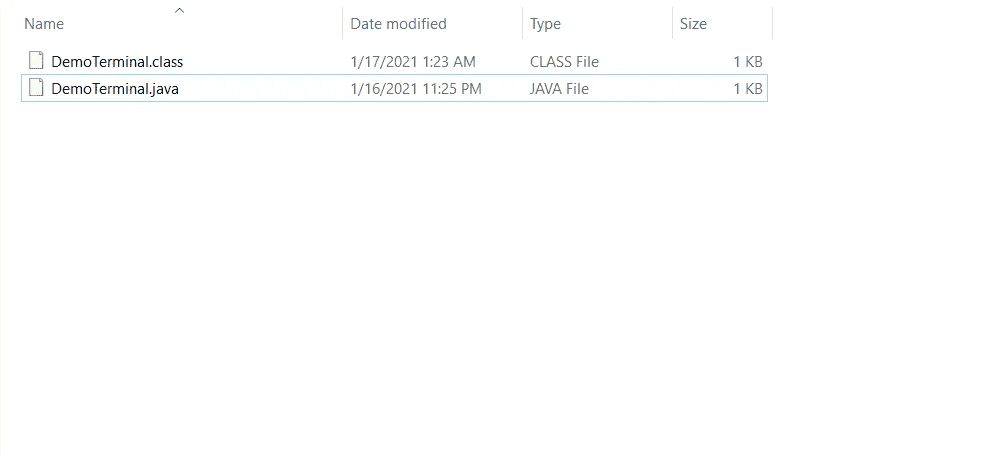 Name Date modified Type Size
DemoTerminal.class 1/17/2021 1:23 AM CLASS File 1 KB
DemoTerminal.java 1/16/2021 11:25 PM JAVA File 1 KB